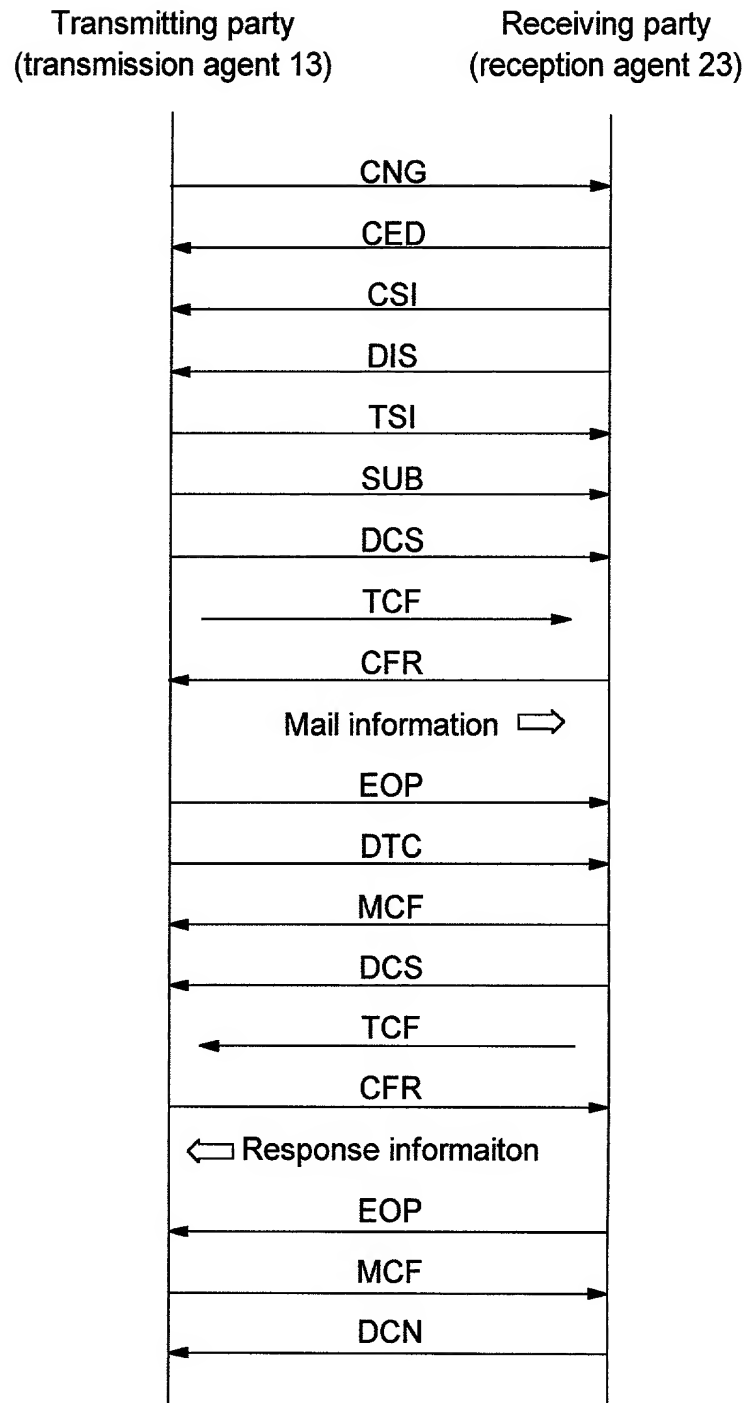 Transmitting party
(transmission agent 13)
Receiving party
(reception agent 23)
CNG
CED
CSI
DIS
TSI
SUB
DCS
TCF
CFR
Mail information
EOP
DTC
MCF
DCS
TCF
CFR
Response informaiton
EOP
MCF
DCN